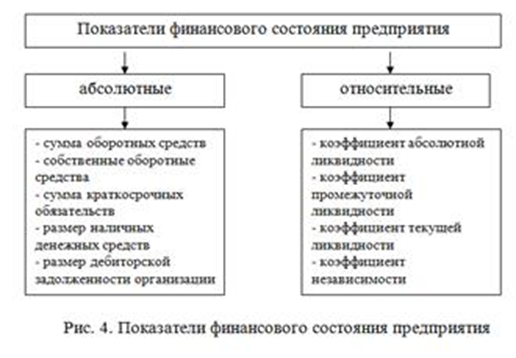 Показатели финансового состояния предприятия
абсолютные
относительные
- сумма оборотных средств
- собственные оборотные
средства
- сумма краткосрочных
обязательств
- размер наличных
денежных средств
- размер дебиторской
задолженности организации
- коэффициент абсолютной
ликвидности
- коэффициент
промежуточной
ликвидности
- коэффициент текущей
ликвидности
- коэффициент
независимости
Рис. 4. Показатели финансового состояния предприятия